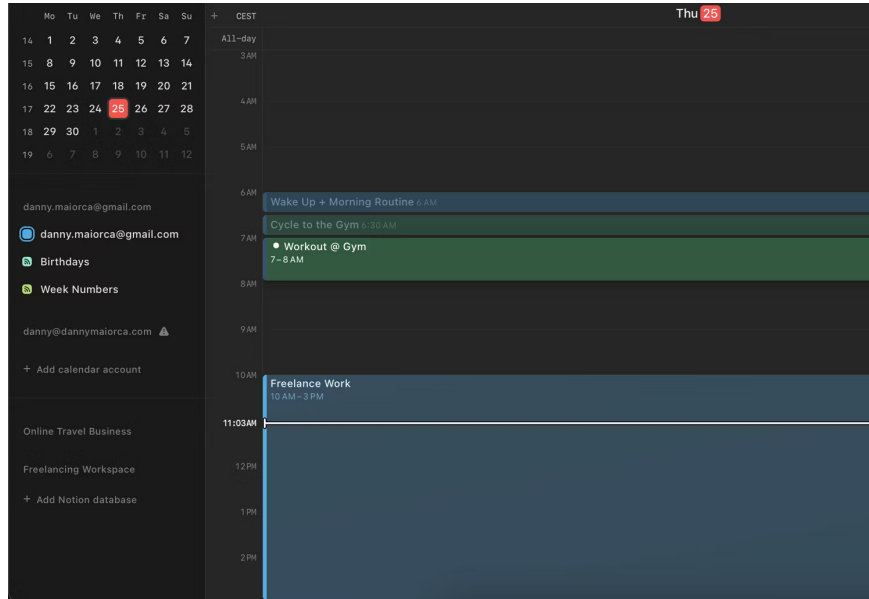 Mo Tu We Th Fr Sa Su
14 1 2 3 4 5 6 7
15 8 9 10 11 12 13 14
16 15 16 17 18 19 20 21
17 22 23 24 25 26 27 28
18 29 30 1 2 3 4 5
19 6 7 8 9 10 11 12
danny.maiorca@gmail.com
danny.maiorca@gmail.com
Birthdays
Week Numbers
danny@dannymaiorca.com
+ Add calendar account
Online Travel Business
Freelancing Workspace
+ Add Notion database
+ CEST
Thu 25
All-day
3 AM
4 AM
5 AM
6 AM
Wake Up + Morning Routine 6 AM
Cycle to the Gym 6:30 AM
7 AM
Workout @ Gym
7–8 AM
8 AM
9 AM
10 AM
Freelance Work
10 AM–3 PM
11:03AM
12 PM
1 PM
2 PM